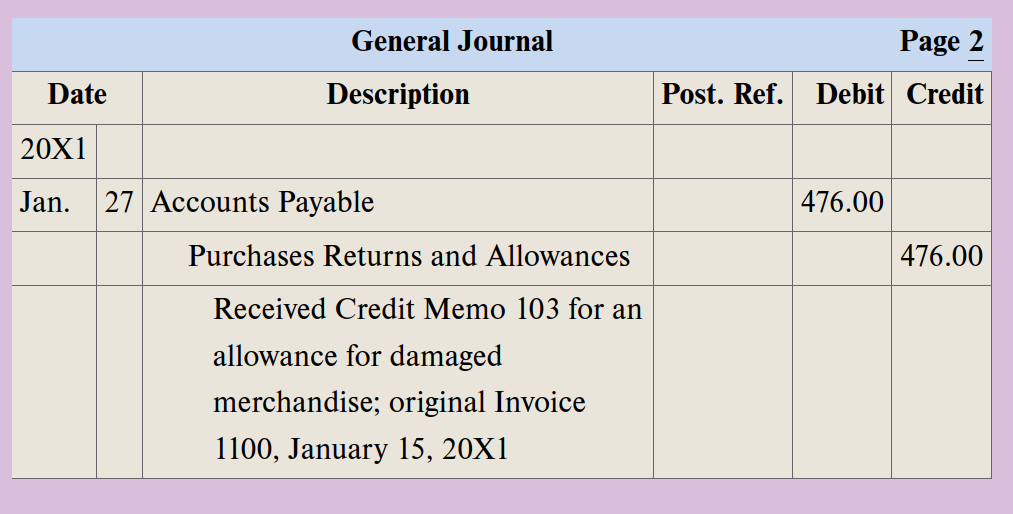 General Journal Page 2
Date Description Post. Ref. Debit Credit
20X1
Jan. 27 Accounts Payable 476.00
Purchases Returns and Allowances 476.00
Received Credit Memo 103 for an
allowance for damaged
merchandise; original Invoice
1100, January 15, 20X1